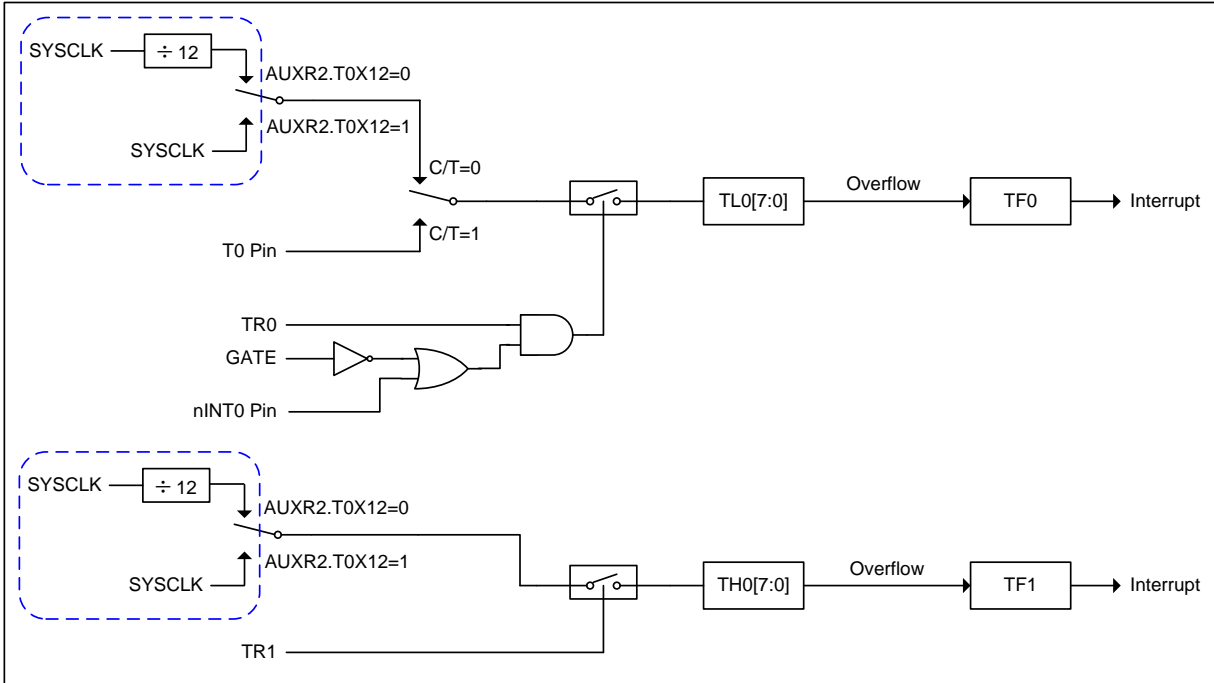 SYSCLK
÷ 12
AUXR2.T0X12=0
AUXR2.T0X12=1
SYSCLK
C/T=0
C/T=1
T0 Pin
TL0[7:0]
Overflow
TF0
Interrupt
TR0
GATE
nINT0 Pin
SYSCLK
÷ 12
AUXR2.T0X12=0
AUXR2.T0X12=1
SYSCLK
TH0[7:0]
Overflow
TF1
Interrupt
TR1